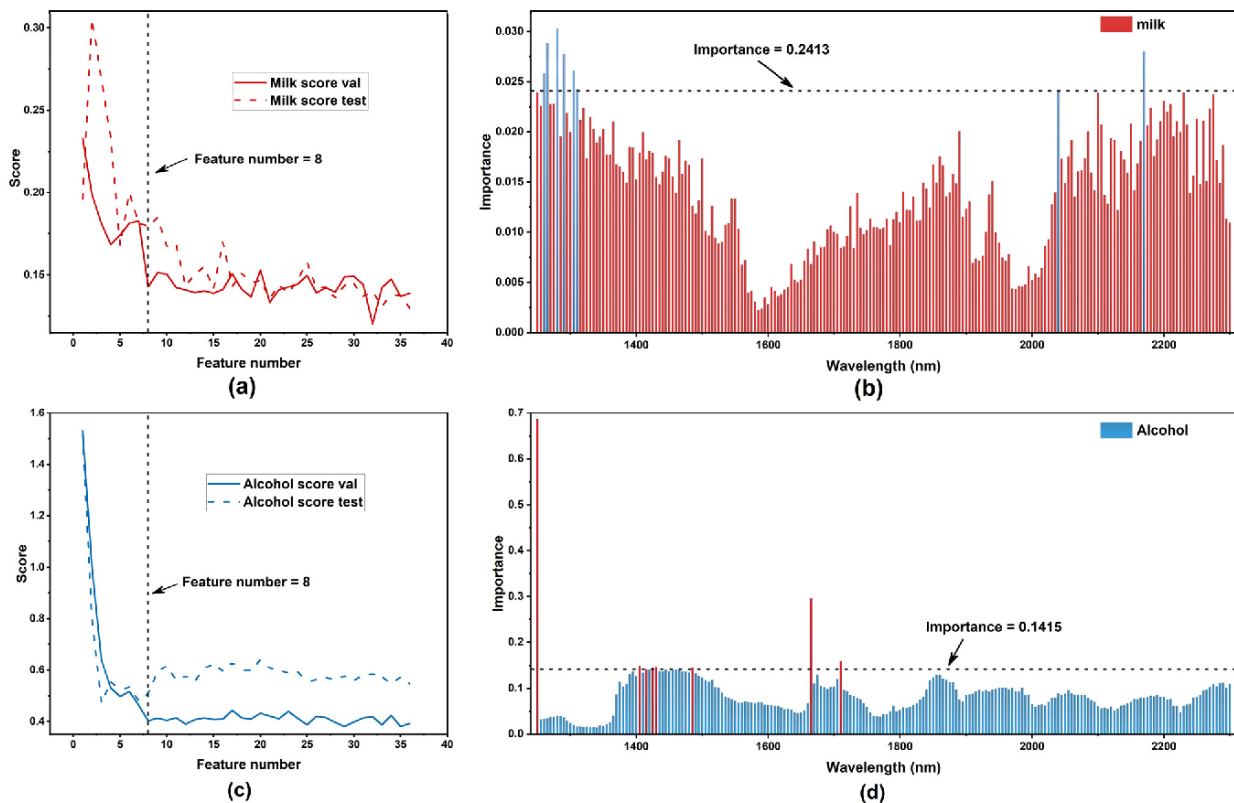 0.30
0.25
0.20
0.15
Score
Milk score val
Milk score test
Feature number = 8
0 5 10 15 20 25 30 35 40
Feature number
(a)
0.030
0.025
0.020
0.015
0.010
0.005
0.000
Importance
milk
Importance = 0.2413
1400 1600 1800 2000 2200
Wavelength (nm)
(b)
1.6
1.4
1.2
1.0
0.8
0.6
0.4
Score
Alcohol score val
Alcohol score test
Feature number = 8
0 5 10 15 20 25 30 35 40
Feature number
(c)
0.7
0.6
0.5
0.4
0.3
0.2
0.1
0.0
Importance
Alcohol
Importance = 0.1415
1400 1600 1800 2000 2200
Wavelength (nm)
(d)